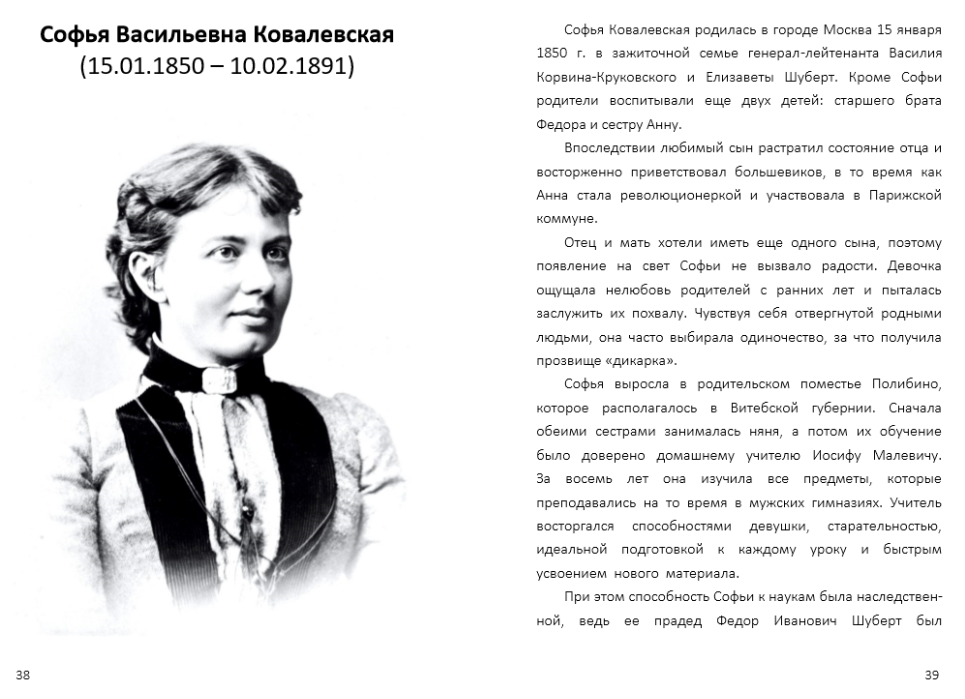 Софья Васильевна Ковалевская
(15.01.1850 – 10.02.1891)
Софья Ковалевская родилась в городе Москва 15 января
1850 г. в зажиточной семье генерал-лейтенанта Василия
Корвина-Круковского и Елизаветы Шуберт. Кроме Софьи
родители воспитывали еще двух детей: старшего брата
Федора и сестру Анну.
Впоследствии любимый сын растратил состояние отца и
восторженно приветствовал большевиков, в то время как
Анна стала революционеркой и участвовала в Парижской
коммуне.
Отец и мать хотели иметь еще одного сына, поэтому
появление на свет Софьи не вызвало радости. Девочка
ощущала нелюбовь родителей с ранних лет и пыталась
заслужить их похвалу. Чувствуя себя отвергнутой родными
людьми, она часто выбирала одиночество, за что получила
прозвище «дикарка».
Софья выросла в родительском поместье Полибино,
которое располагалось в Витебской губернии. Сначала
обеими сестрами занималась няня, а потом их обучение
было доверено домашнему учителю Иосифу Малевичу.
За восемь лет она изучила все предметы, которые
преподавались на то время в мужских гимназиях. Учитель
восторгался способностями девушки, старательностью,
идеальной подготовкой к каждому уроку и быстрым
усвоением нового материала.
При этом способность Софьи к наукам была наследствен-
ной, ведь ее прадед Федор Иванович Шуберт был
38
39